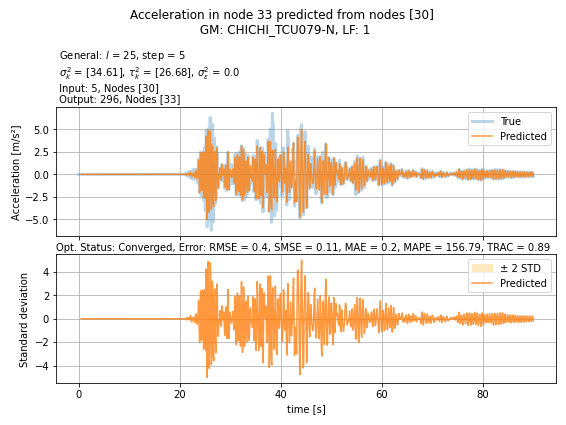 Acceleration in node 33 predicted from nodes [30]
GM: CHICHI_TCU079-N, LF: 1
General: l = 25, step = 5
σ²ₖ = [34.61], τ²ₖ = [26.68], σ²ε = 0.0
Input: 5, Nodes [30]
Output: 296, Nodes [33]
Acceleration [m/s²]
5.0
2.5
0.0
−2.5
−5.0
True
Predicted
Opt. Status: Converged, Error: RMSE = 0.4, SMSE = 0.11, MAE = 0.2, MAPE = 156.79, TRAC = 0.89
Standard deviation
4
2
0
−2
−4
± 2 STD
Predicted
0 20 40 60 80
time [s]